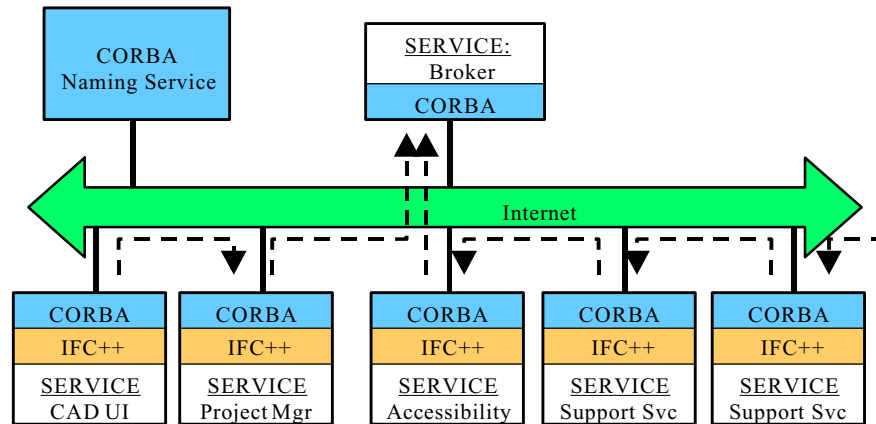 CORBA
Naming Service
SERVICE:
Broker
CORBA
Internet
CORBA
IFC++
SERVICE
CAD UI
CORBA
IFC++
SERVICE
Project Mgr
CORBA
IFC++
SERVICE
Accessibility
CORBA
IFC++
SERVICE
Support Svc
CORBA
IFC++
SERVICE
Support Svc